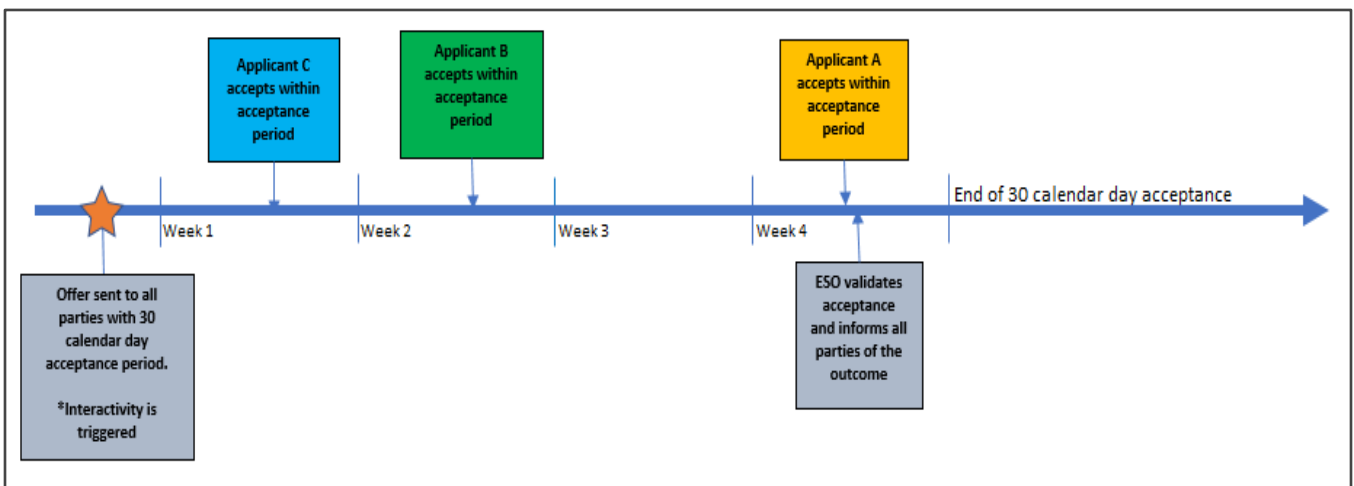 Applicant C
accepts within
acceptance
period
Applicant B
accepts within
acceptance
period
Applicant A
accepts within
acceptance
period
End of 30 calendar day acceptance
Week 1
Week 2
Week 3
Week 4
Offer sent to all
parties with 30
calendar day
acceptance period.
*Interactivity is
triggered
ESO validates
acceptance
and informs all
parties of the
outcome